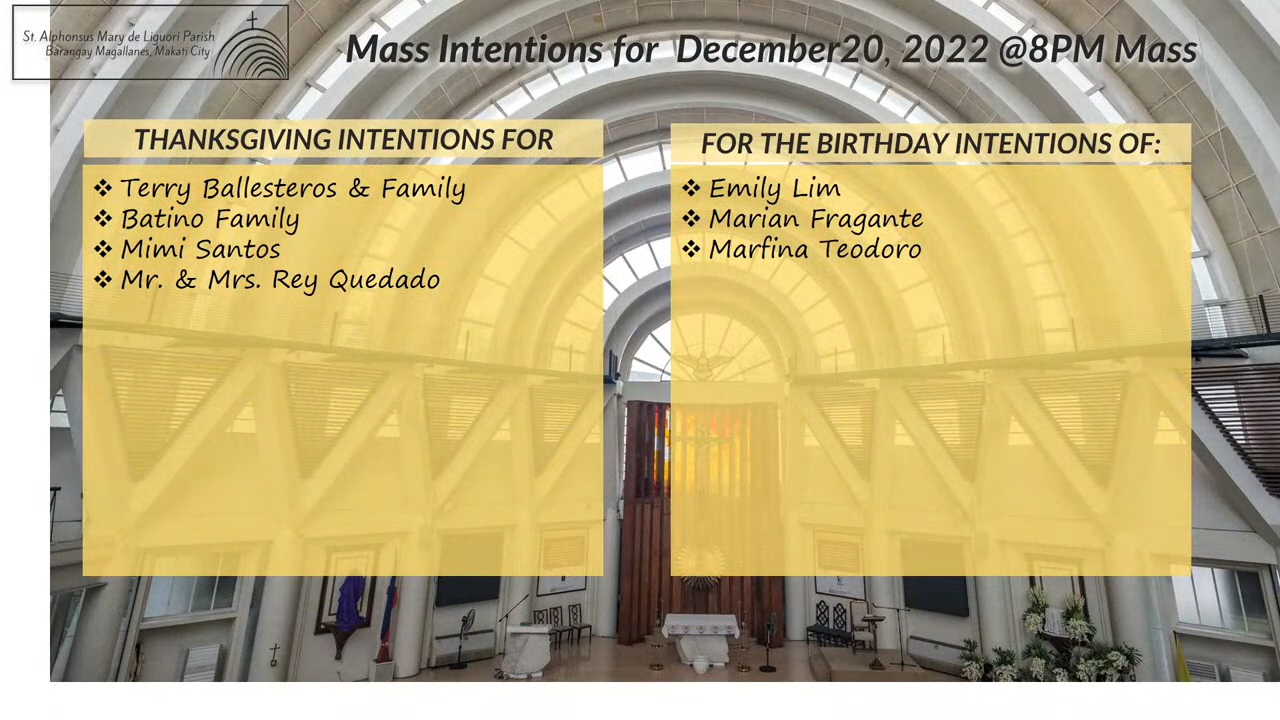 St. Alphonsus Mary de Liguori Parish
Barangay Magallanes, Makati City
Mass Intentions for December20, 2022 @8PM Mass
THANKSGIVING INTENTIONS FOR
❖ Terry Ballesteros & Family
❖ Batino Family
❖ Mimi Santos
❖ Mr. & Mrs. Rey Quedado
FOR THE BIRTHDAY INTENTIONS OF:
❖ Emily Lim
❖ Marian Fragante
❖ Marfina Teodoro